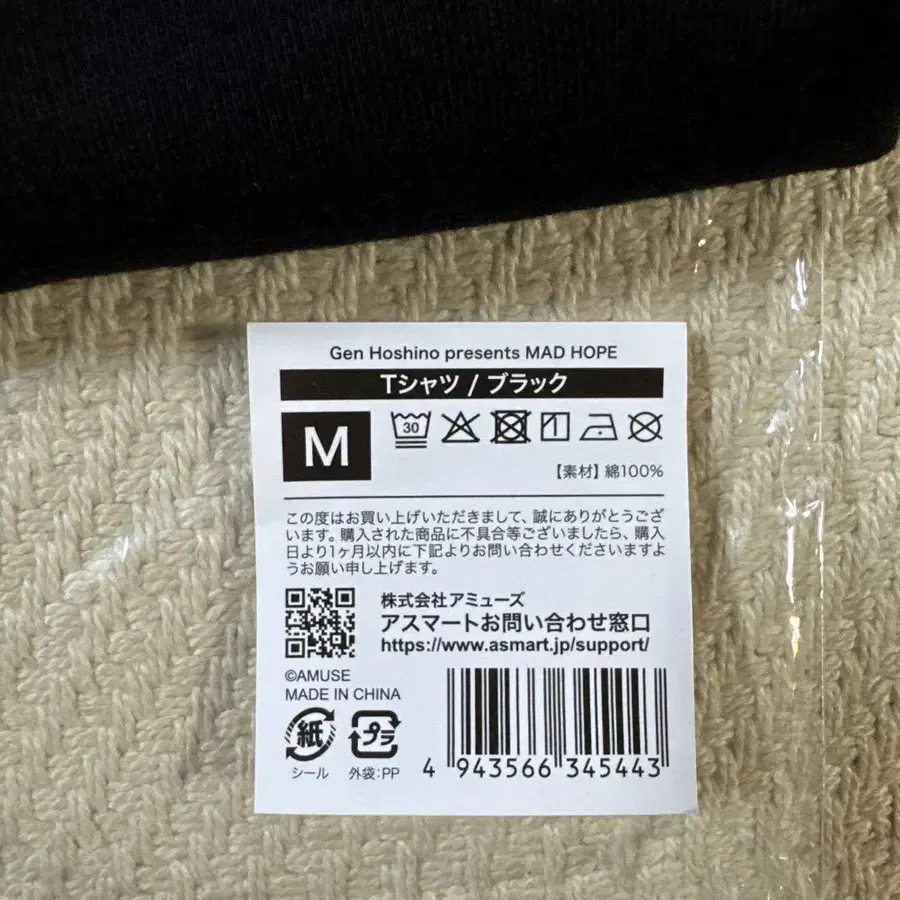 Gen Hoshino presents MAD HOPE
Tシャツ / ブラック
M
30
【素材】綿100%
この度はお買い上げいただきまして、誠にありがとうござ
います。購入された商品に不具合等ございましたら、購入
日より1ヶ月以内に下記よりお問い合わせくださいますよ
うお願い申し上げます。
株式会社アミューズ
アスマートお問い合わせ窓口
https://www.asmart.jp/support/
©AMUSE
MADE IN CHINA
紙
シール
プラ
外袋:PP
4 943566 345443